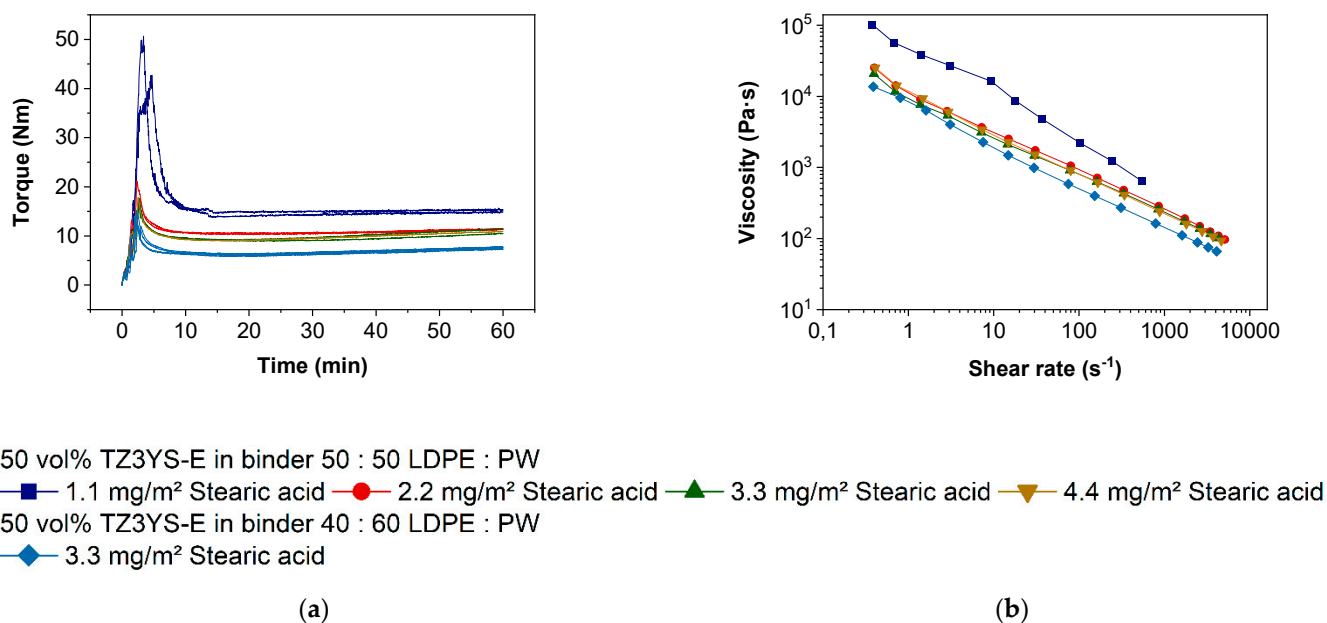 50
40
30
20
10
0
Torque (Nm)
0 10 20 30 40 50 60
Time (min)
10⁵
10⁴
10³
10²
10¹
Viscosity (Pa·s)
0,1 1 10 100 1000 10000
Shear rate (s⁻¹)
50 vol% TZ3YS-E in binder 50 : 50 LDPE : PW
1.1 mg/m² Stearic acid 2.2 mg/m² Stearic acid 3.3 mg/m² Stearic acid 4.4 mg/m² Stearic acid
50 vol% TZ3YS-E in binder 40 : 60 LDPE : PW
3.3 mg/m² Stearic acid
(a) (b)